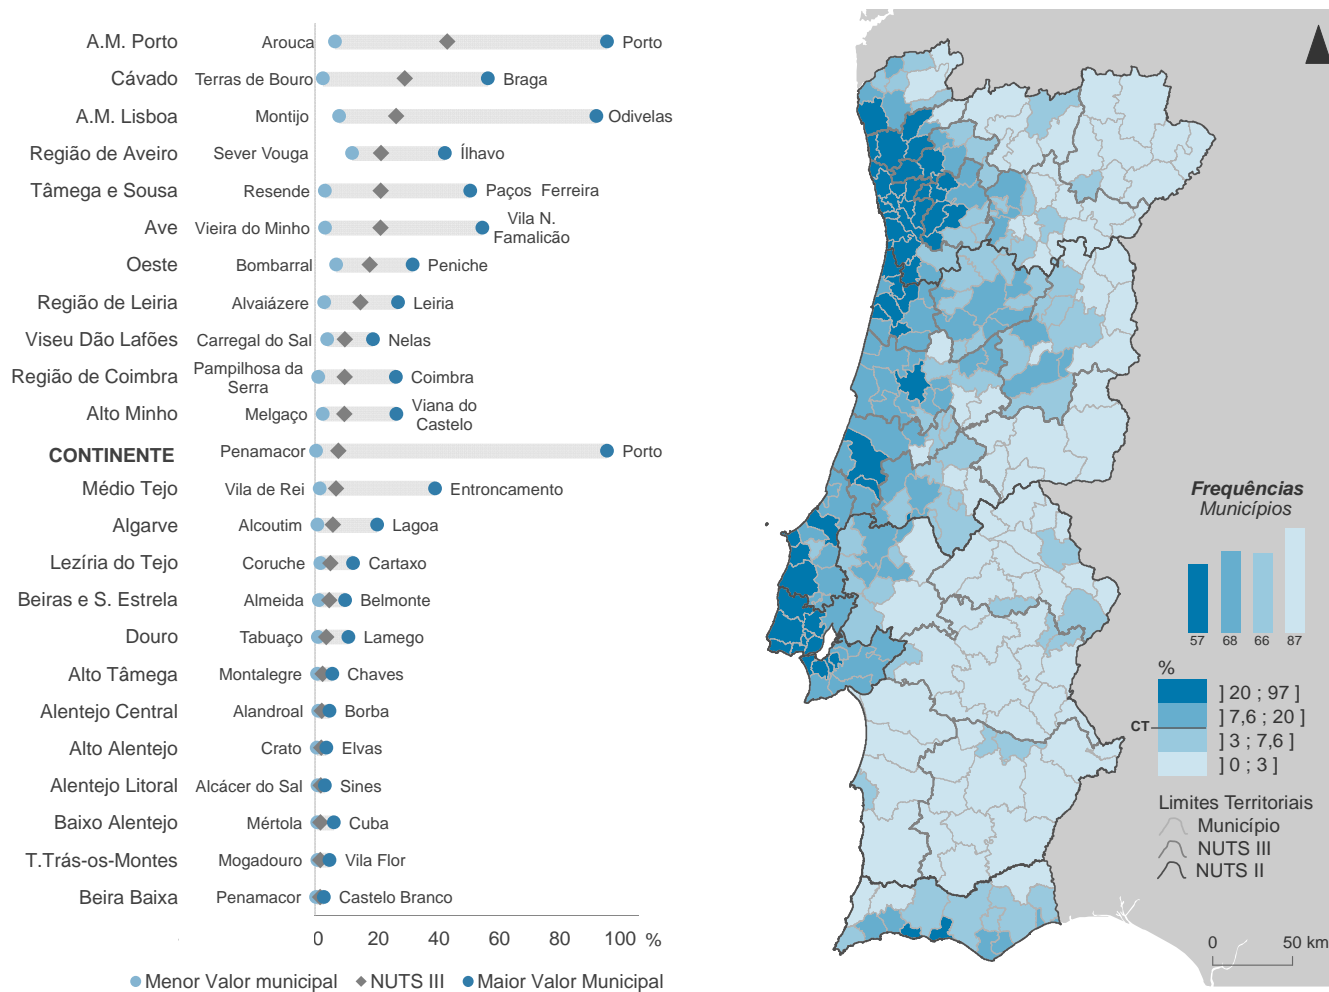 A.M. Porto Arouca Porto
Cávado Terras de Bouro Braga
A.M. Lisboa Montijo Odivelas
Região de Aveiro Sever Vouga Ílhavo
Tâmega e Sousa Resende Paços Ferreira
Ave Vieira do Minho Vila N.
Famalicão
Oeste Bombarral Peniche
Região de Leiria Alvaiázere Leiria
Viseu Dão Lafões Carregal do Sal Nelas
Região de Coimbra Pampilhosa da
Serra Coimbra
Alto Minho Melgaço Viana do
Castelo
CONTINENTE Penamacor Porto
Médio Tejo Vila de Rei Entroncamento
Algarve Alcoutim Lagoa
Lezíria do Tejo Coruche Cartaxo
Beiras e S. Estrela Almeida Belmonte
Douro Tabuaço Lamego
Alto Tâmega Montalegre Chaves
Alentejo Central Alandroal Borba
Alto Alentejo Crato Elvas
Alentejo Litoral Alcácer do Sal Sines
Baixo Alentejo Mértola Cuba
T.Trás-os-Montes Mogadouro Vila Flor
Beira Baixa Penamacor Castelo Branco
0 20 40 60 80 100 %
Menor Valor municipal NUTS III Maior Valor Municipal
Frequências
Municípios
57 68 66 87
%
] 20 ; 97 ]
] 7,6 ; 20 ]
CT
] 3 ; 7,6 ]
] 0 ; 3 ]
Limites Territoriais
Município
NUTS III
NUTS II
0 50 km